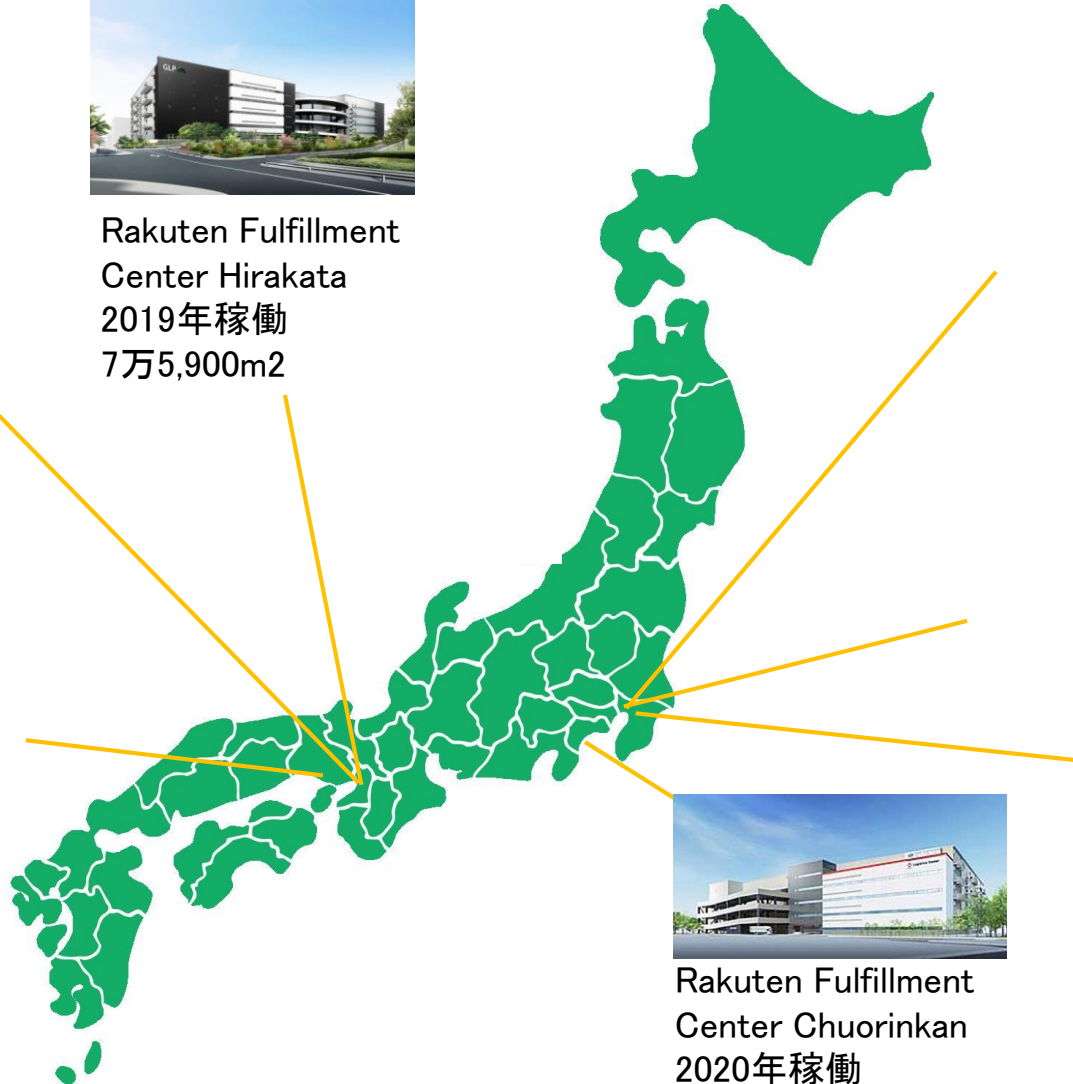 GLP
Rakuten Fulfillment
Center Hirakata
2019年稼働
7万5,900m2
Rakuten Fulfillment
Center Chuorinkan
2020年稼働